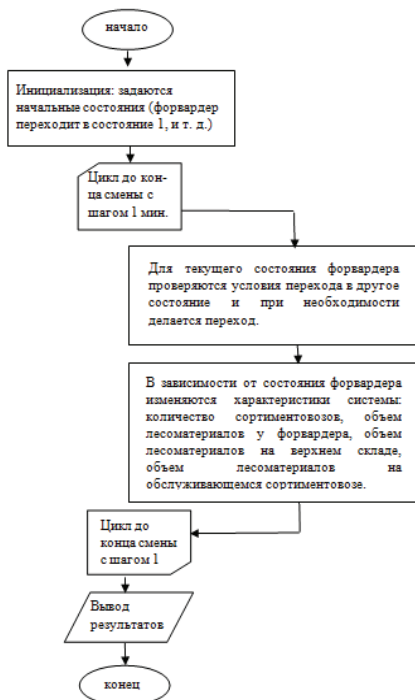 начало
Инициализация: задаются
начальные состояния (форвардер
переходит в состояние 1, и т. д.)
Цикл до кон-
ца смены с
шагом 1 мин.
Для текущего состояния форвардера
проверяются условия перехода в другое
состояние и при необходимости
делается переход.
В зависимости от состояния форвардера
изменяются характеристики системы:
количество сортиментовозов, объем
лесоматериалов у форвардера, объем
лесоматериалов на верхнем складе,
объем лесоматериалов на
обслуживающемся сортиментовозе.
Цикл до
конца смены
с шагом 1
Вывод
результатов
конец